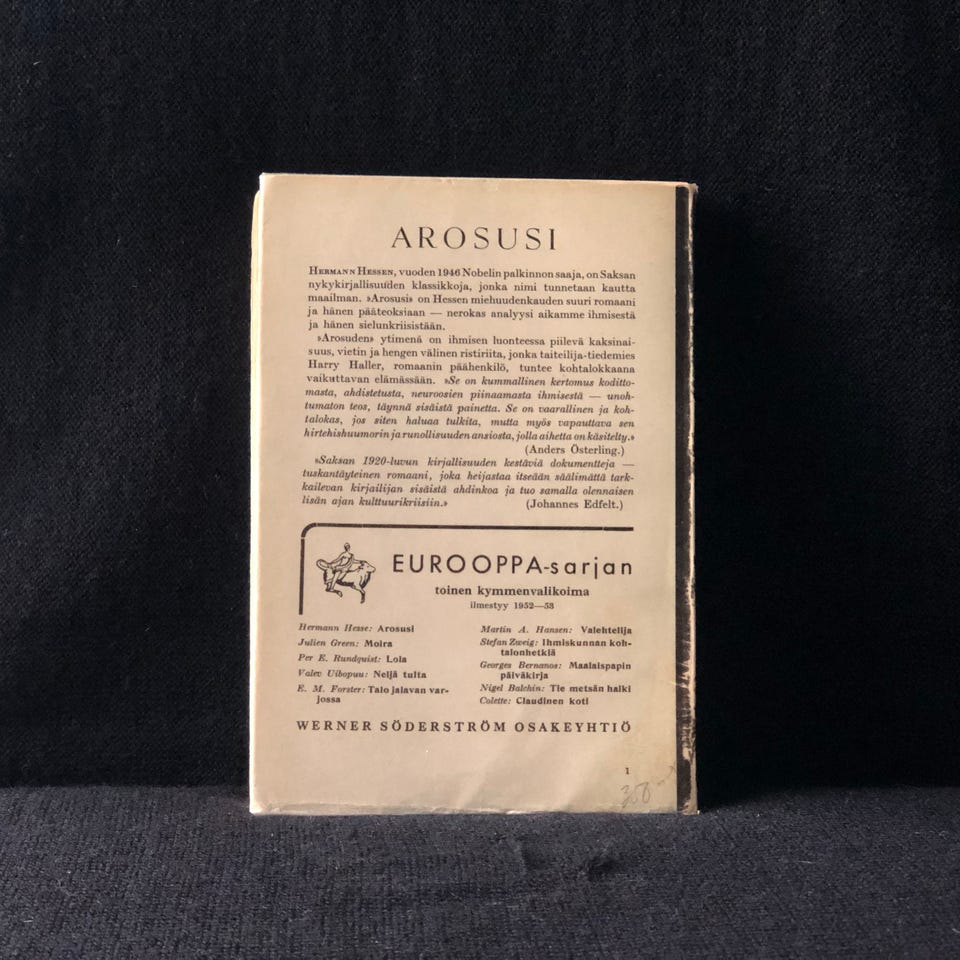 AROSUSI
HERMANN HESSEN, vuoden 1946 Nobelin palkinnon saaja, on Saksan
nykykirjallisuuden klassikkoja, jonka nimi tunnetaan kautta
maailman. »Arosusi» on Hessen miehuudenkauden suuri romaani
ja hänen pääteoksiaan — nerokas analyysi aikamme ihmisestä
ja hänen sielunkriisistään.
»Arosuden» ytimenä on ihmisen luonteessa piilevä kaksinai-
suus, vietin ja hengen välinen ristiriita, jonka taiteilija-tiedemies
Harry Haller, romaanin päähenkilö, tuntee kohtalokkaana
vaikuttavan elämässään. »Se on kummallinen kertomus koditto-
masta, ahdistetusta, neuroosien piinaamasta ihmisestä — unoh-
tumaton teos, täynnä sisäistä painetta. Se on vaarallinen ja koh-
talokas, jos siten haluaa tulkita, mutta myös vapauttava sen
hirtehishuumorin ja runollisuuden ansiosta, jolla aihetta on käsitelty.»
(Anders Österling.)
»Saksan 1920-luvun kirjallisuuden kestäviä dokumentteja —
tuskantäyteinen romaani, joka heijastaa itseään säälimättä tark-
kailevan kirjailijan sisäistä ahdinkoa ja tuo samalla olennaisen
lisän ajan kulttuurikriisiin.» (Johannes Edfelt.)
EUROOPPA-sarjan
toinen kymmenvalikoima
ilmestyy 1952—53
Hermann Hesse: Arosusi
Julien Green: Moira
Per E. Rundquist: Lola
Valev Uibopuu: Neljä tulta
E. M. Forster: Talo jalavan var-
jossa
Martin A. Hansen: Valehtelija
Stefan Zweig: Ihmiskunnan koh-
talonhetkiä
Georges Bernanos: Maalaispapin
päiväkirja
Nigel Balchin: Tie metsän halki
Colette: Claudinen koti
WERNER SÖDERSTRÖM OSAKEYHTIÖ
1